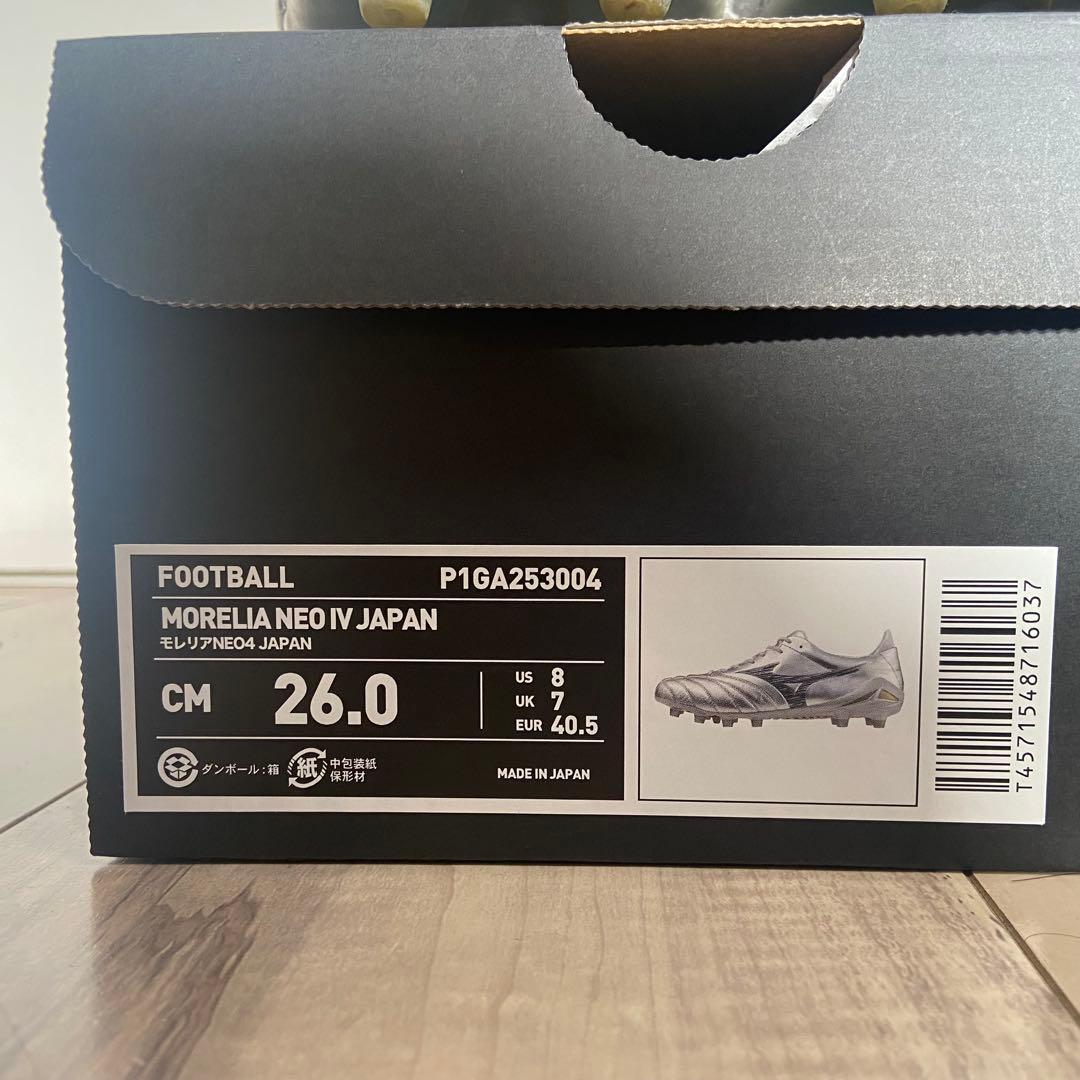 FOOTBALL P1GA253004
MORELIA NEO IV JAPAN
モレリアNEO4 JAPAN
CM 26.0
US 8
UK 7
EUR 40.5
ダンボール:箱
紙
中包装紙
保形材
MADE IN JAPAN
T4571548716037